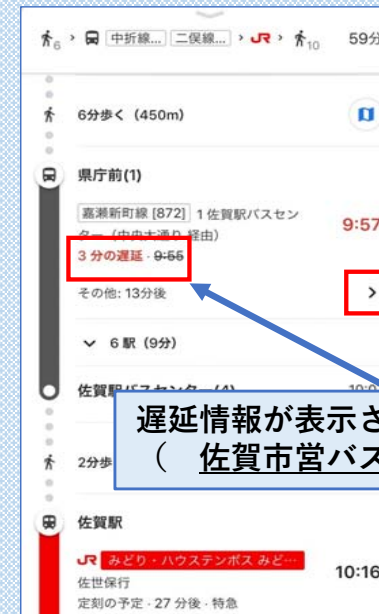 6 › 中折線... 二俣線... › JR › 10 59分
6分歩く (450m)
県庁前(1)
嘉瀬新町線 [872] 1 佐賀駅バスセン
ター (中央大通り 経由)
9:57
3 分の遅延 · 9:55
その他: 13分後
6 駅 (9分)
佐賀駅バスセンター(4)
遅延情報が表示さ
( 佐賀市営バス
2分歩
佐賀駅
JR みどり・ハウステンボス みど…
佐世保行
10:16
定刻の予定 · 27 分後 · 特急